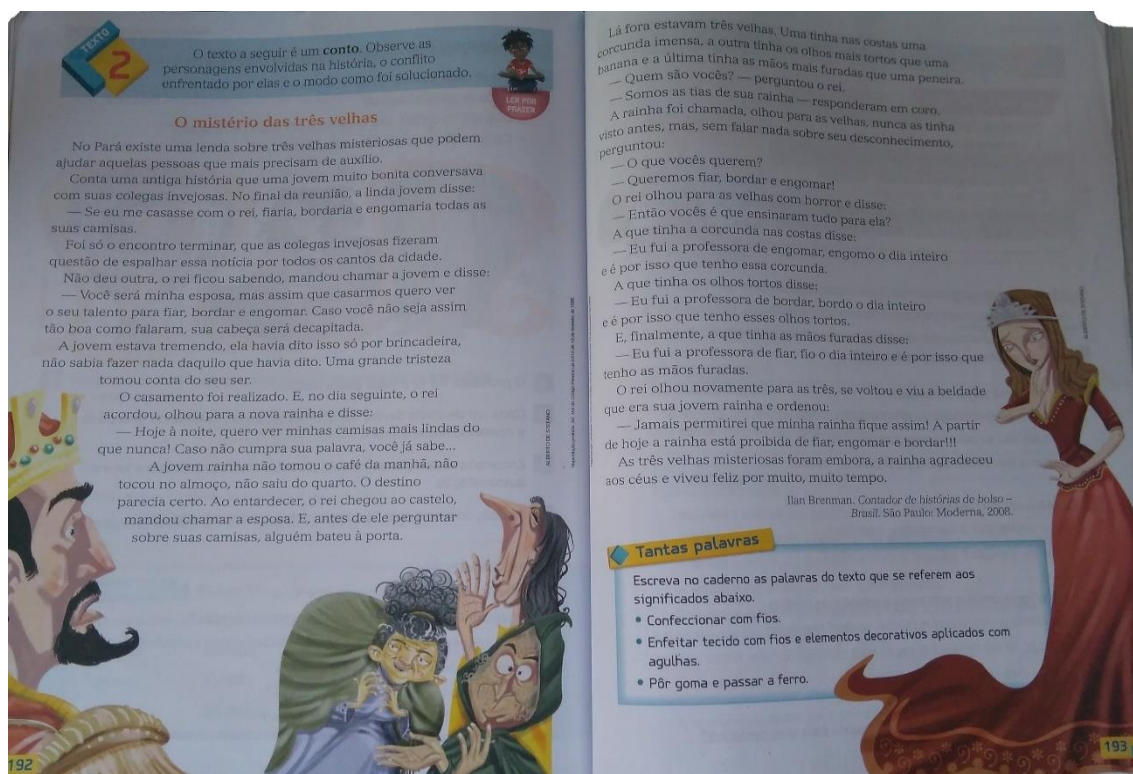 TEXTO
2
O texto a seguir é um conto. Observe as
personagens envolvidas na história, o conflito
enfrentado por elas e o modo como foi solucionado.
LER POR
PRAZER
O mistério das três velhas
No Pará existe uma lenda sobre três velhas misteriosas que podem
ajudar aquelas pessoas que mais precisam de auxílio.
Conta uma antiga história que uma jovem muito bonita conversava
com suas colegas invejosas. No final da reunião, a linda jovem disse:
— Se eu me casasse com o rei, fiaria, bordaria e engomaria todas as
suas camisas.
Foi só o encontro terminar, que as colegas invejosas fizeram
questão de espalhar essa notícia por todos os cantos da cidade.
Não deu outra, o rei ficou sabendo, mandou chamar a jovem e disse:
— Você será minha esposa, mas assim que casarmos quero ver
o seu talento para fiar, bordar e engomar. Caso você não seja assim
tão boa como falaram, sua cabeça será decapitada.
A jovem estava tremendo, ela havia dito isso só por brincadeira,
não sabia fazer nada daquilo que havia dito. Uma grande tristeza
tomou conta do seu ser.
O casamento foi realizado. E, no dia seguinte, o rei
acordou, olhou para a nova rainha e disse:
— Hoje à noite, quero ver minhas camisas mais lindas do
que nunca! Caso não cumpra sua palavra, você já sabe...
A jovem rainha não tomou o café da manhã, não
tocou no almoço, não saiu do quarto. O destino
parecia certo. Ao entardecer, o rei chegou ao castelo,
mandou chamar a esposa. E, antes de ele perguntar
sobre suas camisas, alguém bateu à porta.
ALBERTO DE STEFANO
192
Lá fora estavam três velhas. Uma tinha nas costas uma
corcunda imensa, a outra tinha os olhos mais tortos que uma
banana e a última tinha as mãos mais furadas que uma peneira.
— Quem são vocês? — perguntou o rei.
— Somos as tias de sua rainha — responderam em coro.
A rainha foi chamada, olhou para as velhas, nunca as tinha
visto antes, mas, sem falar nada sobre seu desconhecimento,
perguntou:
— O que vocês querem?
— Queremos fiar, bordar e engomar!
O rei olhou para as velhas com horror e disse:
— Então vocês é que ensinaram tudo para ela?
A que tinha a corcunda nas costas disse:
— Eu fui a professora de engomar, engomo o dia inteiro
e é por isso que tenho essa corcunda.
A que tinha os olhos tortos disse:
— Eu fui a professora de bordar, bordo o dia inteiro
e é por isso que tenho esses olhos tortos.
E, finalmente, a que tinha as mãos furadas disse:
— Eu fui a professora de fiar, fio o dia inteiro e é por isso que
tenho as mãos furadas.
O rei olhou novamente para as três, se voltou e viu a beldade
que era sua jovem rainha e ordenou:
— Jamais permitirei que minha rainha fique assim! A partir
de hoje a rainha está proibida de fiar, engomar e bordar!!!
As três velhas misteriosas foram embora, a rainha agradeceu
aos céus e viveu feliz por muito, muito tempo.
Ilan Brenman. Contador de histórias de bolso –
Brasil. São Paulo: Moderna, 2008.
Tantas palavras
Escreva no caderno as palavras do texto que se referem aos
significados abaixo.
• Confeccionar com fios.
• Enfeitar tecido com fios e elementos decorativos aplicados com
agulhas.
• Pôr goma e passar a ferro.
193